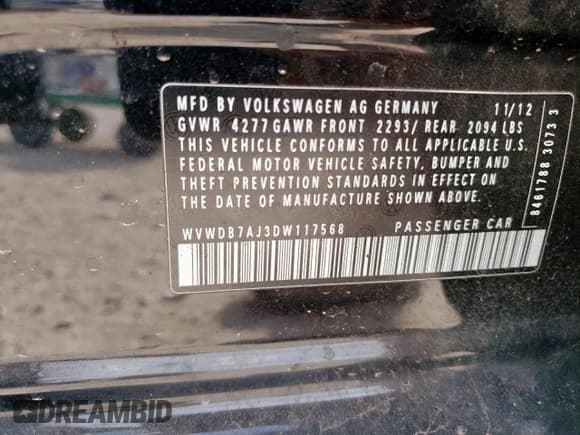 MFD BY VOLKSWAGEN AG GERMANY 11/12
GVWR 4277 GAWR FRONT 2293/ REAR 2094 LBS
THIS VEHICLE CONFORMS TO ALL APPLICABLE U.S.
FEDERAL MOTOR VEHICLE SAFETY, BUMPER AND
THEFT PREVENTION STANDARDS IN EFFECT ON
THE DATE OF MANUFACTURE SHOWN ABOVE.
WVWDB7AJ3DW117568 PASSENGER CAR
8461788 3073 3
DREAMBID